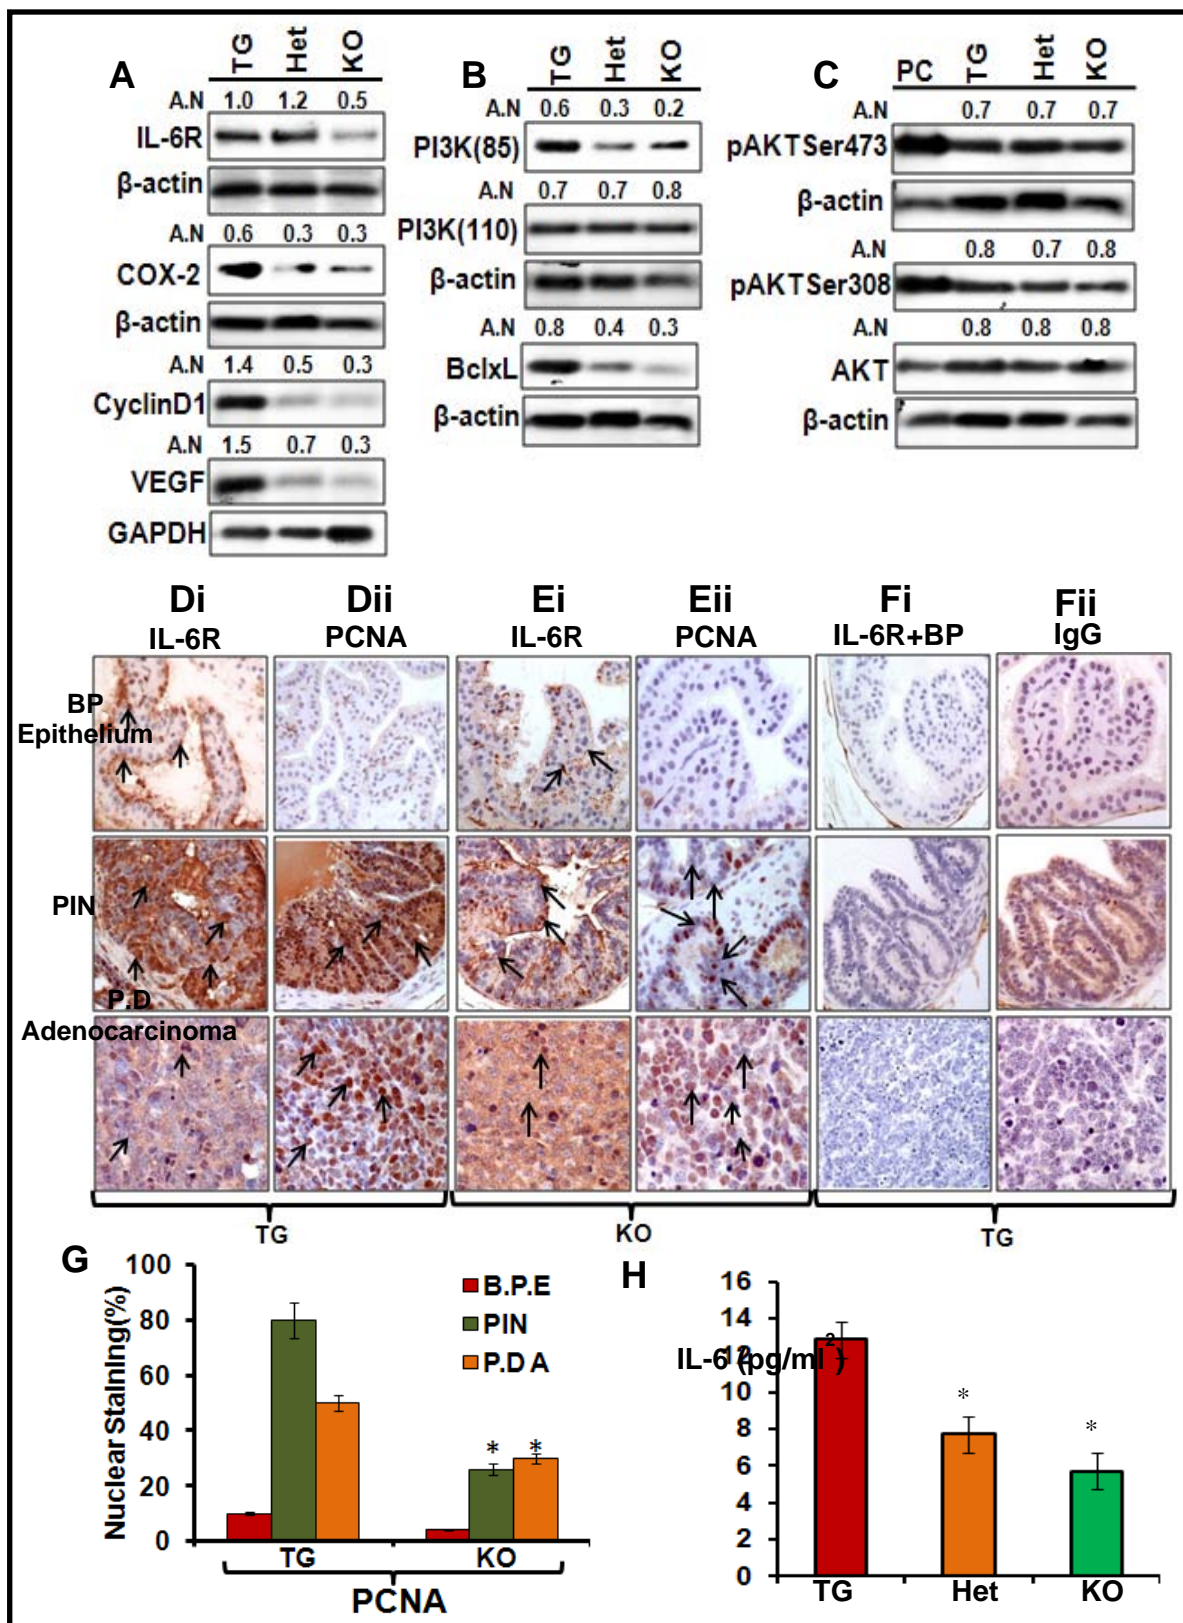 A
TG Het KO
A.N 1.0 1.2 0.5
IL-6R
β-actin
A.N 0.6 0.3 0.3
COX-2
β-actin
A.N 1.4 0.5 0.3
CyclinD1
A.N 1.5 0.7 0.3
VEGF
GAPDH
B
TG Het KO
A.N 0.6 0.3 0.2
PI3K(85)
A.N 0.7 0.7 0.8
PI3K(110)
β-actin
A.N 0.8 0.4 0.3
BclxL
β-actin
C
PC TG Het KO
A.N 0.7 0.7 0.7
pAKTSer473
β-actin
A.N 0.8 0.7 0.8
pAKTSer308
A.N 0.8 0.8 0.8
AKT
β-actin
Di Dii Ei Eii Fi Fii
IL-6R PCNA IL-6R PCNA IL-6R+BP IgG
BP
Epithelium
PIN
P.D
Adenocarcinoma
TG KO TG
G
Nuclear Staining(%)
100
80
60
40
20
0
B.P.E
PIN
P.D A
* *
TG KO
PCNA
H
IL-6 (pg/ml2)
16
14
12
10
8
6
4
2
0
* *
TG Het KO